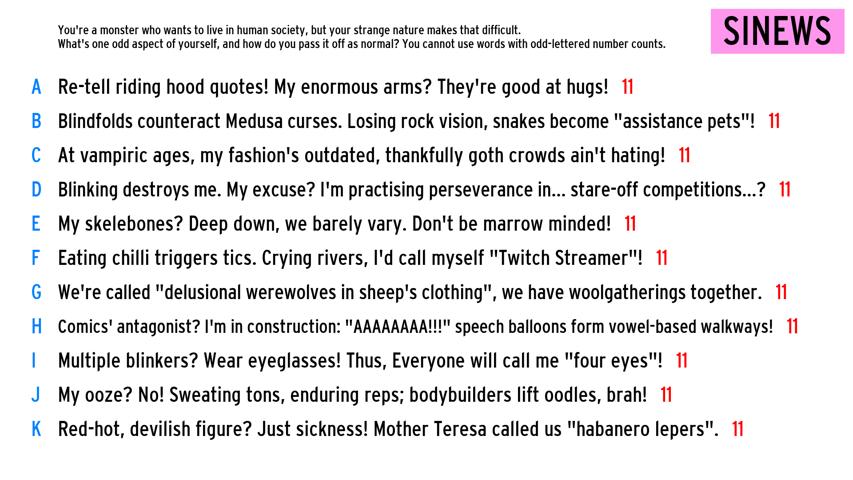 You're a monster who wants to live in human society, but your strange nature makes that difficult.
What's one odd aspect of yourself, and how do you pass it off as normal? You cannot use words with odd-lettered number counts.
SINEWS
A Re-tell riding hood quotes! My enormous arms? They're good at hugs! 11
B Blindfolds counteract Medusa curses. Losing rock vision, snakes become "assistance pets"! 11
C At vampiric ages, my fashion's outdated, thankfully goth crowds ain't hating! 11
D Blinking destroys me. My excuse? I'm practising perseverance in... stare-off competitions...? 11
E My skelebones? Deep down, we barely vary. Don't be marrow minded! 11
F Eating chilli triggers tics. Crying rivers, I'd call myself "Twitch Streamer"! 11
G We're called "delusional werewolves in sheep's clothing", we have woolgatherings together. 11
H Comics' antagonist? I'm in construction: "AAAAAAAA!!!" speech balloons form vowel-based walkways! 11
I Multiple blinkers? Wear eyeglasses! Thus, Everyone will call me "four eyes"! 11
J My ooze? No! Sweating tons, enduring reps; bodybuilders lift oodles, brah! 11
K Red-hot, devilish figure? Just sickness! Mother Teresa called us "habanero lepers". 11